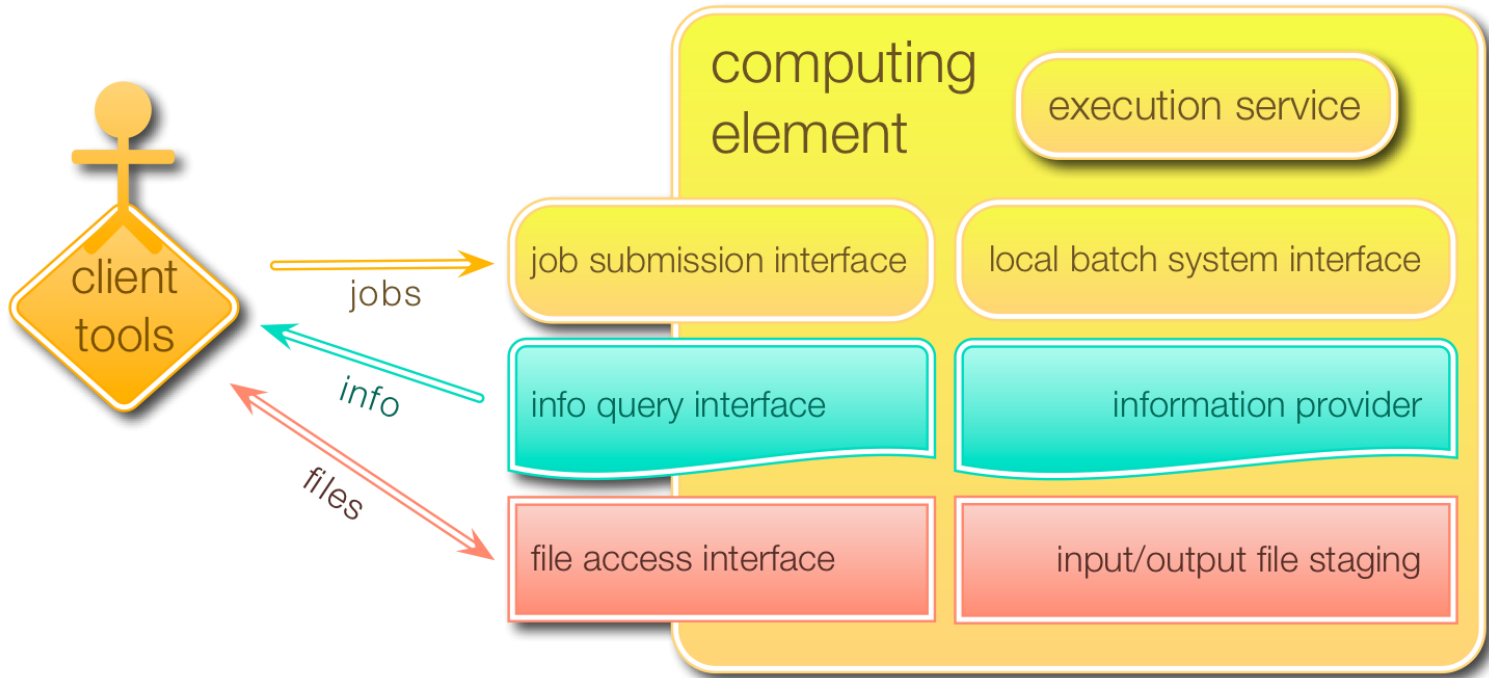 computing
element
execution service
client
tools
jobs
job submission interface
local batch system interface
info
info query interface
information provider
files
file access interface
input/output file staging